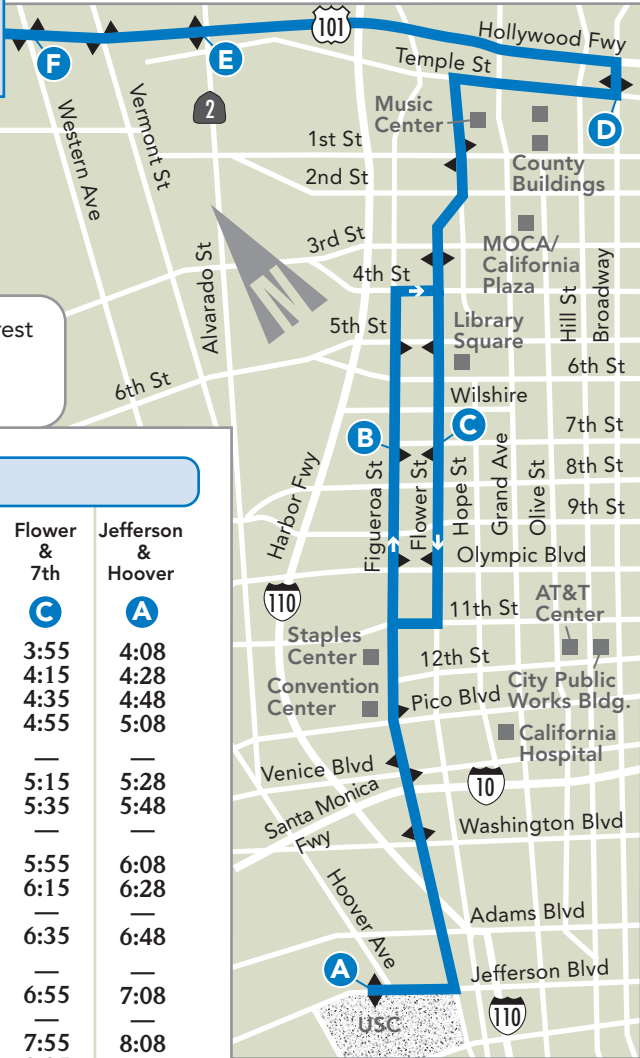 101
Hollywood Fwy
Temple St
F
E
D
2
Music
Center
Western Ave
Vermont St
Alvarado St
1st St
County
Buildings
2nd St
3rd St
MOCA/
California
Plaza
4th St
Hill St
Broadway
5th St
Library
Square
6th St
6th St
Wilshire
B
C
7th St
8th St
9th St
Harbor Fwy
Figueroa St
Flower St
Hope St
Grand Ave
Olive St
Olympic Blvd
110
11th St
AT&T
Center
Staples
Center
12th St
Convention
Center
City Public
Works Bldg.
Pico Blvd
California
Hospital
Venice Blvd
10
Santa Monica
Fwy
Washington Blvd
Hoover Ave
Adams Blvd
A
Jefferson Blvd
USC
110
Flower Jefferson
& &
7th Hoover
C A
3:55 4:08
4:15 4:28
4:35 4:48
4:55 5:08
— —
5:15 5:28
5:35 5:48
— —
5:55 6:08
6:15 6:28
— —
6:35 6:48
— —
6:55 7:08
— —
7:55 8:08